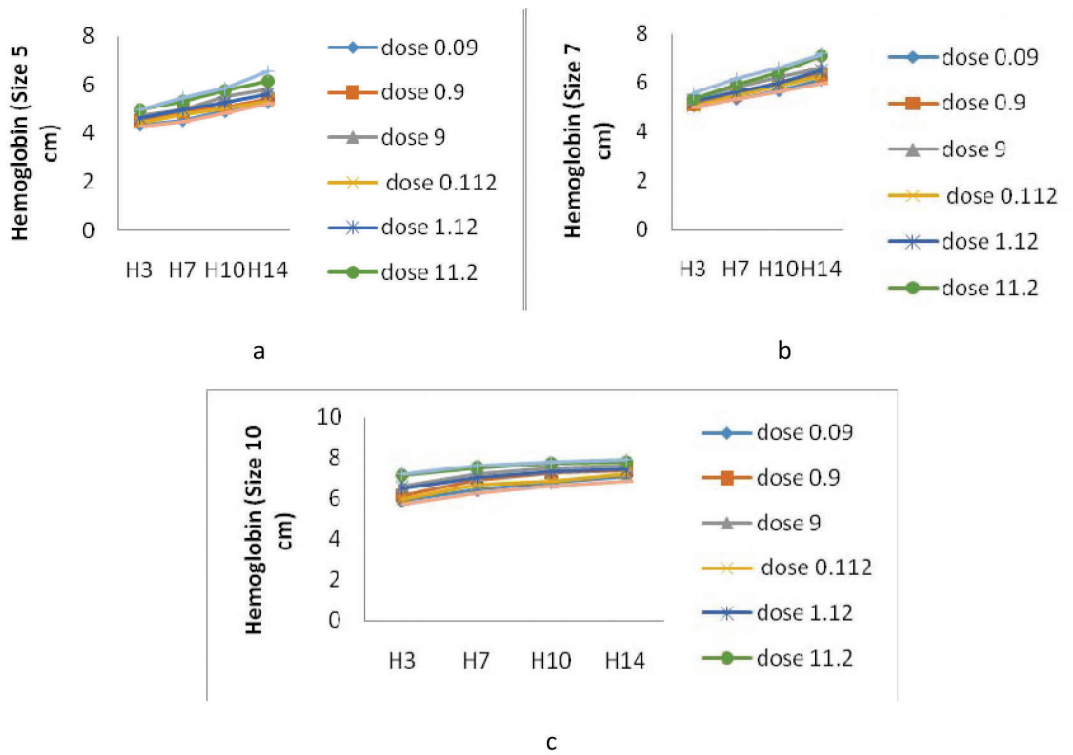 Hemoglobin (Size 5
cm)
8
6
4
2
0
H3 H7 H10 H14
dose 0.09
dose 0.9
dose 9
dose 0.112
dose 1.12
dose 11.2
a
Hemoglobin (Size 7
cm)
8
6
4
2
0
H3 H7 H10 H14
dose 0.09
dose 0.9
dose 9
dose 0.112
dose 1.12
dose 11.2
b
Hemoglobin (Size 10
cm)
10
8
6
4
2
0
H3 H7 H10 H14
dose 0.09
dose 0.9
dose 9
dose 0.112
dose 1.12
dose 11.2
c